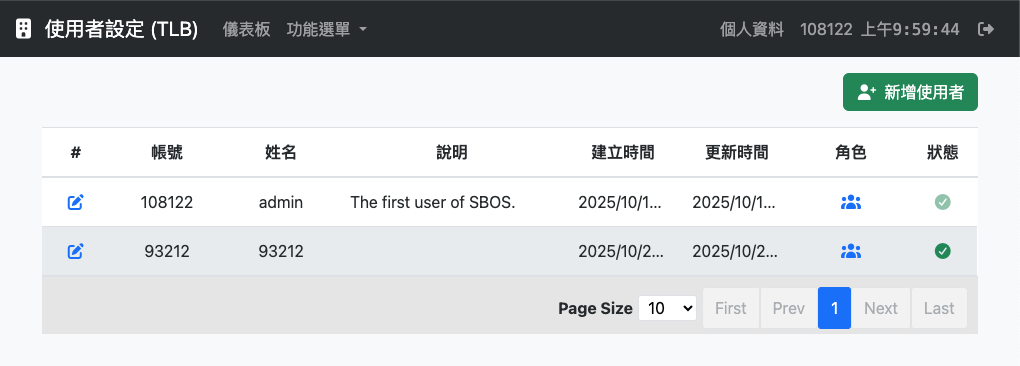 使用者設定 (TLB) 儀表板 功能選單 個人資料 108122 上午9:59:44
新增使用者
# 帳號 姓名 說明 建立時間 更新時間 角色 狀態
108122 admin The first user of SBOS. 2025/10/1... 2025/10/1...
93212 93212 2025/10/2... 2025/10/2...
Page Size 10 First Prev 1 Next Last